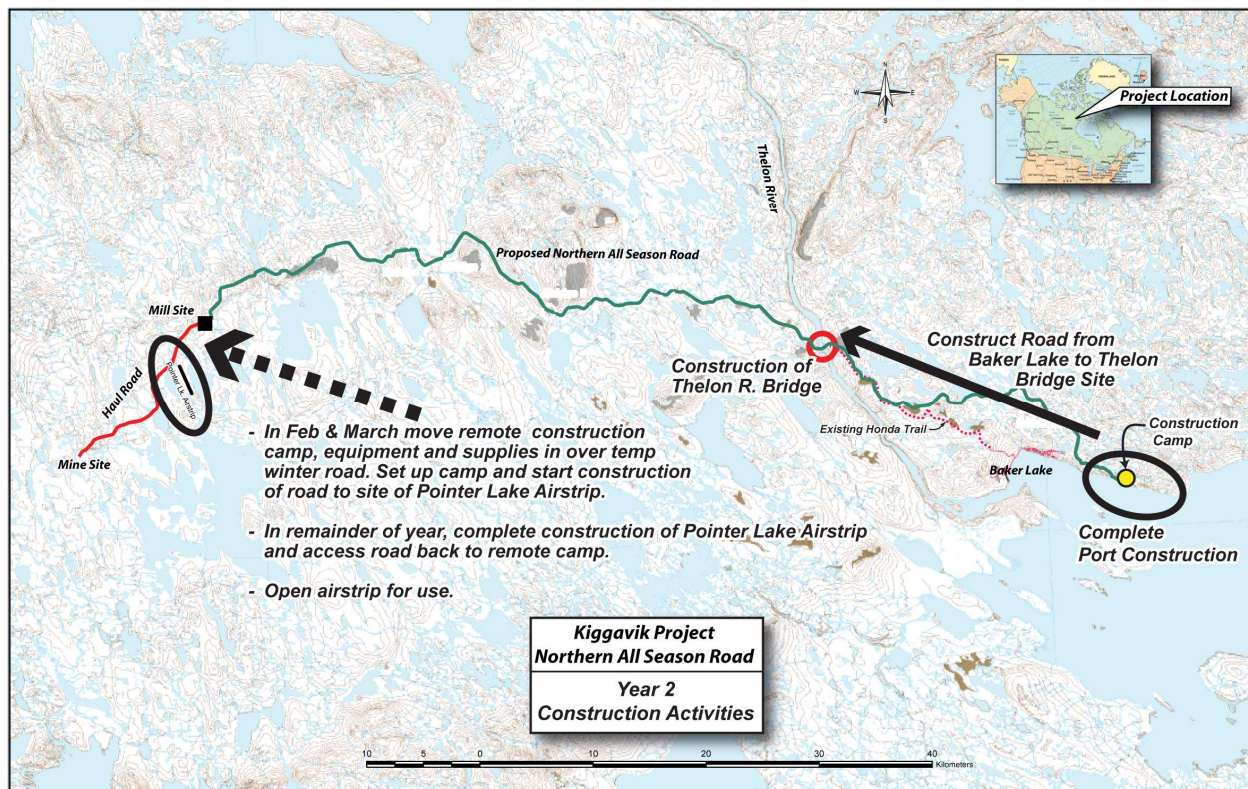 N
W
E
S
Project Location
Thelon River
Proposed Northern All Season Road
Mill Site
Haul Road
Pointer Lk. Airstrip
Mine Site
Construction of
Thelon R. Bridge
Construct Road from
Baker Lake to Thelon
Bridge Site
Existing Honda Trail
Baker Lake
Construction
Camp
Complete
Port Construction
- In Feb & March move remote construction
camp, equipment and supplies in over temp
winter road. Set up camp and start construction
of road to site of Pointer Lake Airstrip.
- In remainder of year, complete construction of Pointer Lake Airstrip
and access road back to remote camp.
- Open airstrip for use.
Kiggavik Project
Northern All Season Road
Year 2
Construction Activities
10 5 0 10 20 30 40
Kilometers